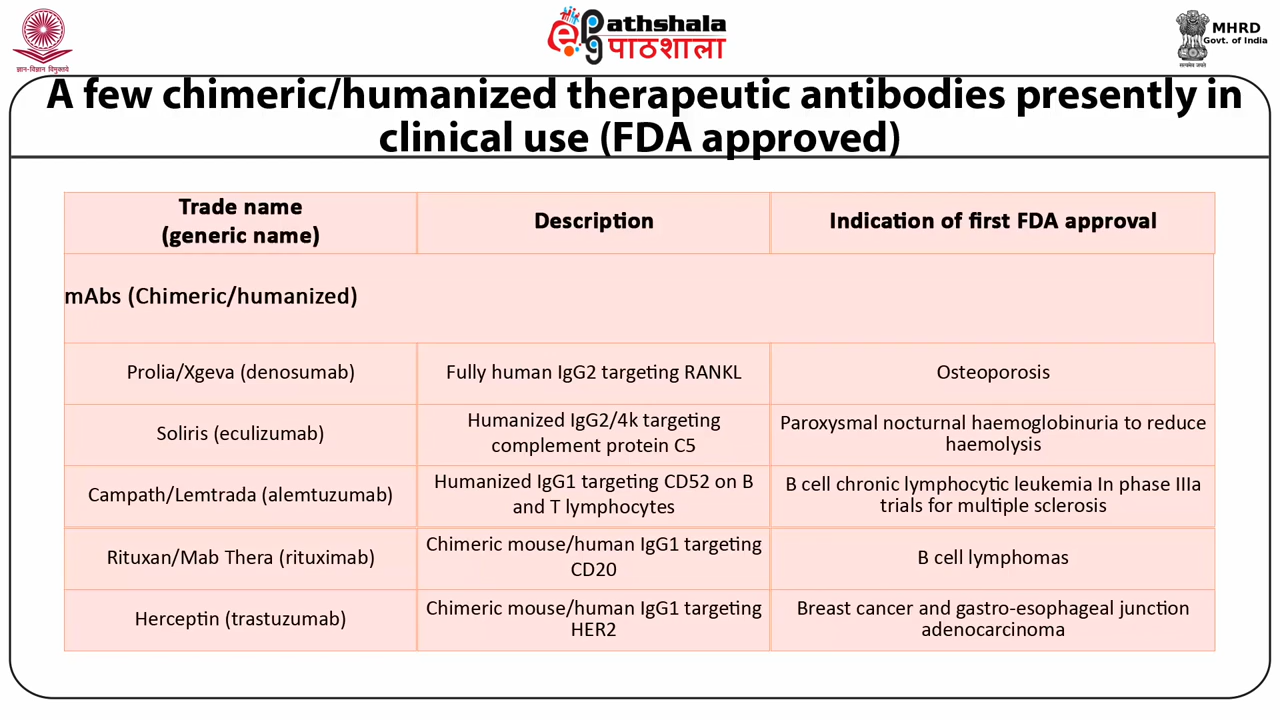 ज्ञान-विज्ञान विमुक्तये
ePG Pathshala
पाठशाला
MHRD
Govt. of India
सत्यमेव जयते
A few chimeric/humanized therapeutic antibodies presently in
clinical use (FDA approved)
Trade name
(generic name)
Description
Indication of first FDA approval
mAbs (Chimeric/humanized)
Prolia/Xgeva (denosumab)
Fully human IgG2 targeting RANKL
Osteoporosis
Soliris (eculizumab)
Humanized IgG2/4k targeting
complement protein C5
Paroxysmal nocturnal haemoglobinuria to reduce
haemolysis
Campath/Lemtrada (alemtuzumab)
Humanized IgG1 targeting CD52 on B
and T lymphocytes
B cell chronic lymphocytic leukemia In phase IIIa
trials for multiple sclerosis
Rituxan/Mab Thera (rituximab)
Chimeric mouse/human IgG1 targeting
CD20
B cell lymphomas
Herceptin (trastuzumab)
Chimeric mouse/human IgG1 targeting
HER2
Breast cancer and gastro-esophageal junction
adenocarcinoma